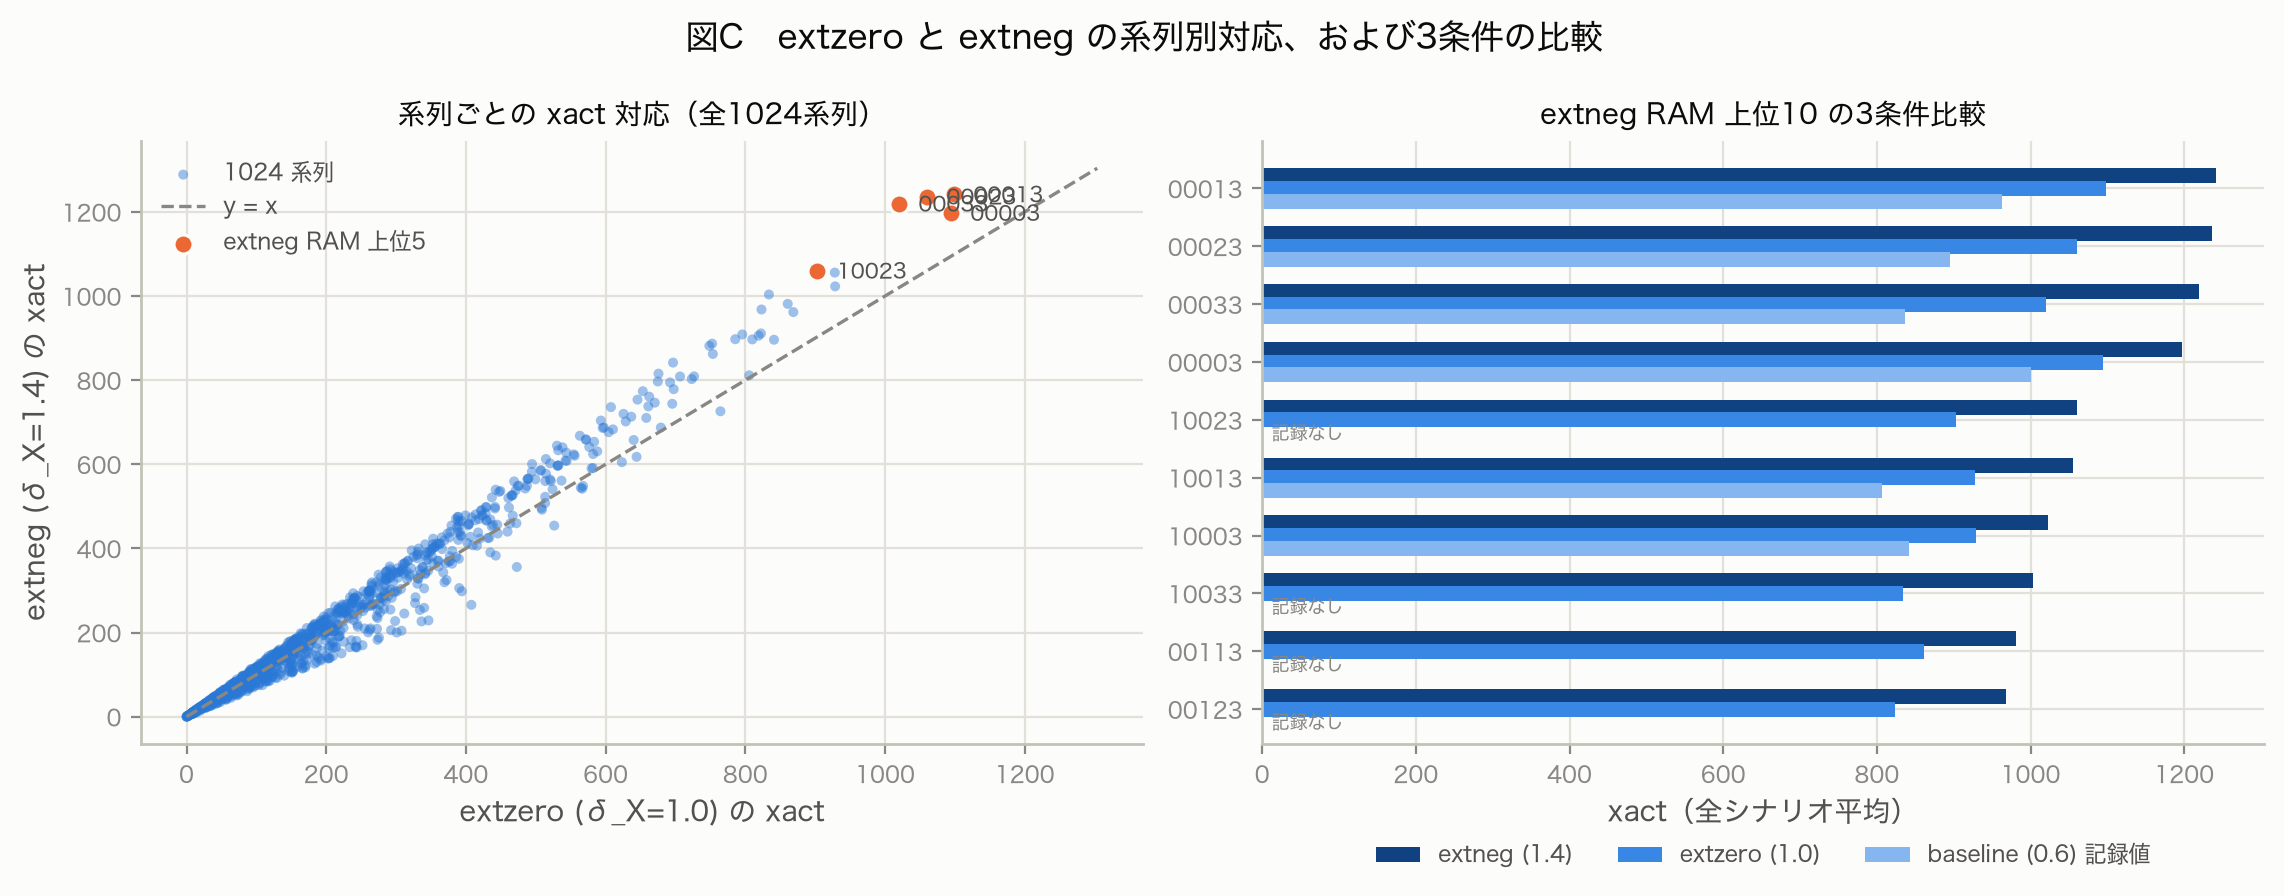 図C　extzero と extneg の系列別対応、および3条件の比較
系列ごとの xact 対応（全1024系列）
1024 系列
y = x
extneg RAM 上位5
00013
00023
00033
00003
10023
1200
1000
800
600
400
200
0
0 200 400 600 800 1000 1200
extneg (δ_X=1.4) の xact
extzero (δ_X=1.0) の xact
extneg RAM 上位10 の3条件比較
00013
00023
00033
00003
10023
記録なし
10013
10003
10033
記録なし
00113
記録なし
00123
記録なし
0 200 400 600 800 1000 1200
xact（全シナリオ平均）
extneg (1.4) extzero (1.0) baseline (0.6) 記録値